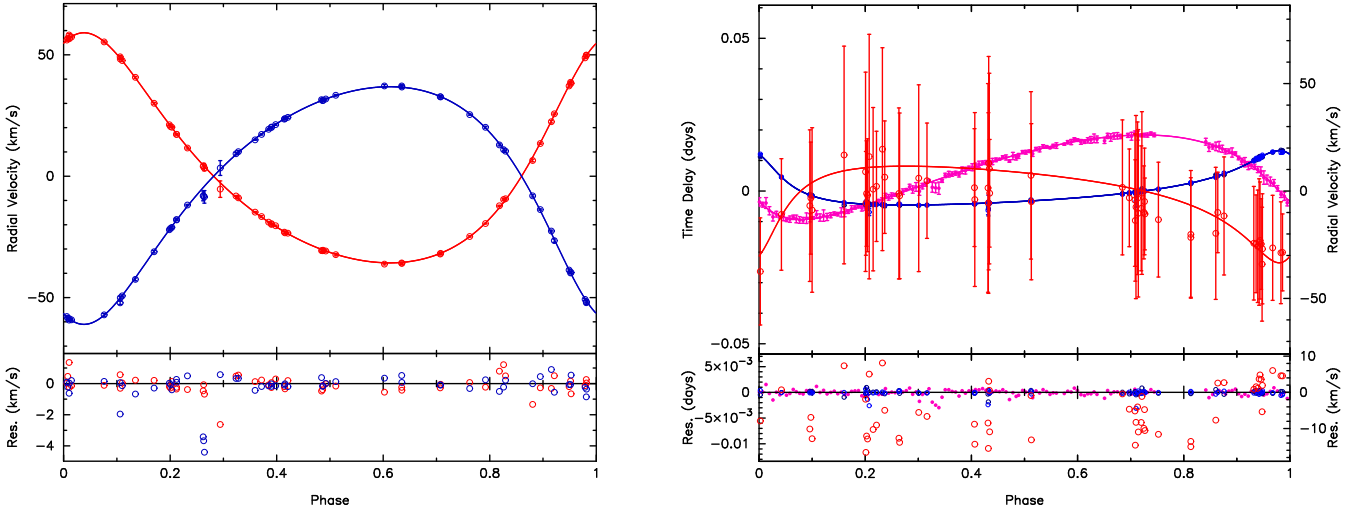 50
0
−50
Radial Velocity (km/s)
0
−2
−4
Res. (km/s)
0 0.2 0.4 0.6 0.8 1
Phase
0.05
0
−0.05
Time Delay (days)
50
0
−50
Radial Velocity (km/s)
5×10⁻³
0
−5×10⁻³
−0.01
Res. (days)
10
0
−10
Res. (km/s)
0 0.2 0.4 0.6 0.8 1
Phase